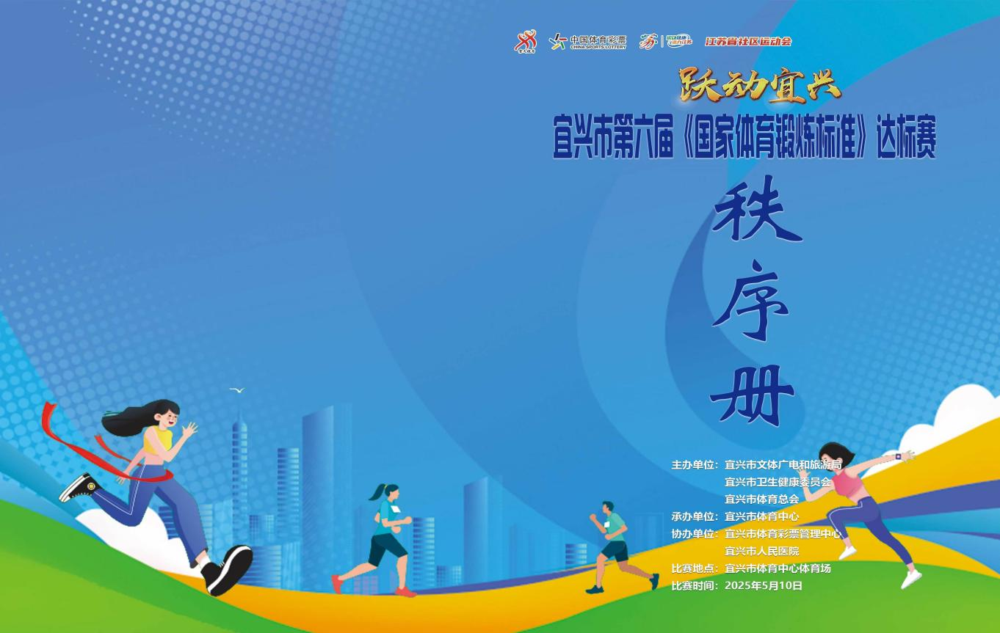 全民健身
中国体育彩票
CHINA SPORTS LOTTERY
江苏省社区运动会
跃动宜兴
宜兴市第六届《国家体育锻炼标准》达标赛
秩
序
册
主办单位：宜兴市文体广电和旅游局
宜兴市卫生健康委员会
宜兴市体育总会
承办单位：宜兴市体育中心
协办单位：宜兴市体育彩票管理中心
宜兴市人民医院
比赛地点：宜兴市体育中心体育场
比赛时间：2025年5月10日